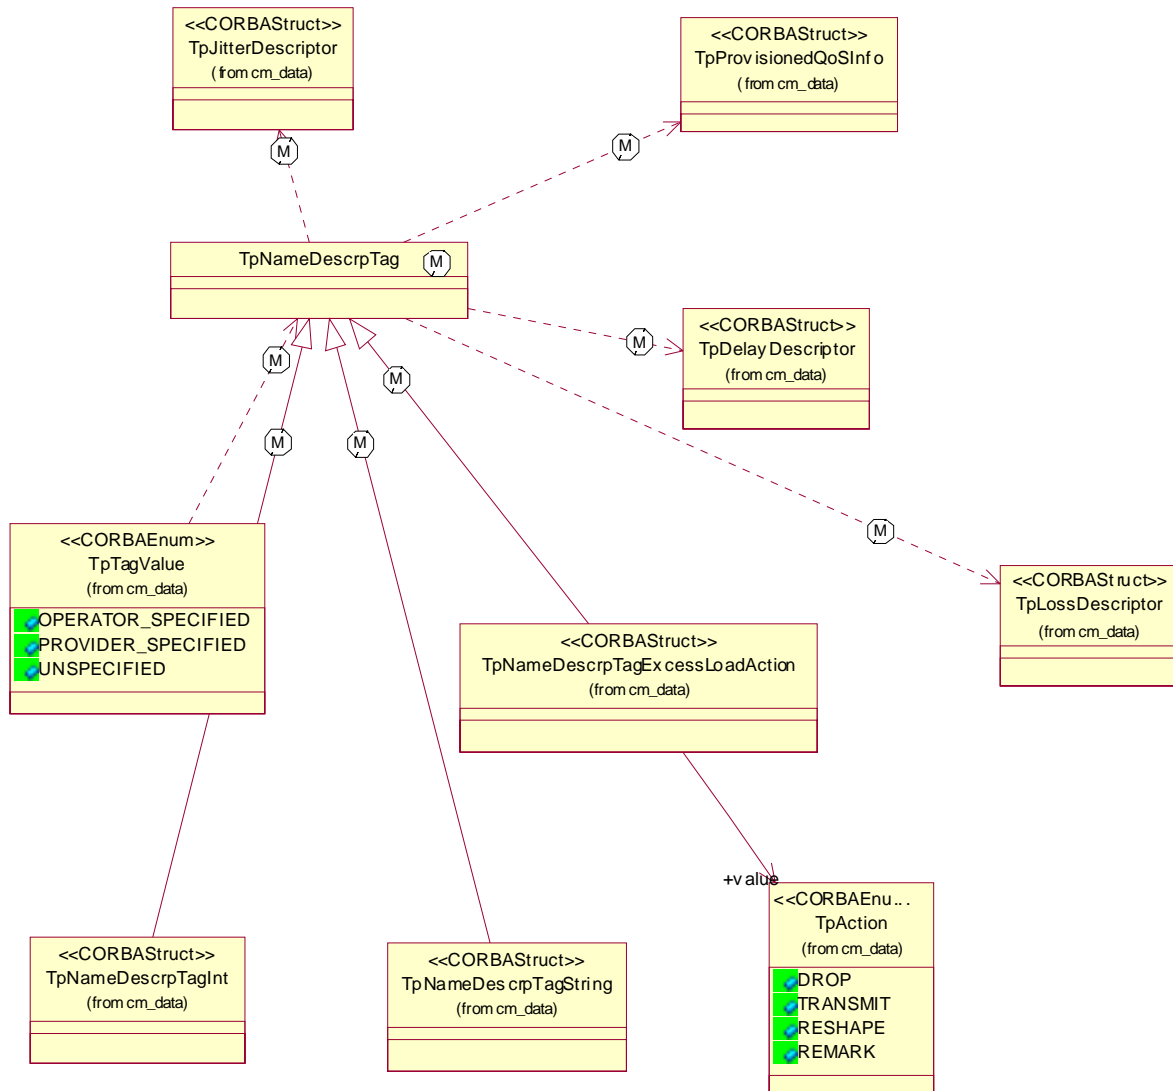 <<CORBAStruct>>
TpJitterDescriptor
(from cm_data)
<<CORBAStruct>>
TpProvisionedQoSInfo
(from cm_data)
M
M
TpNameDescrpTag
M
<<CORBAStruct>>
TpDelayDescriptor
(from cm_data)
M
M
M
M
M
<<CORBAEnum>>
TpTagValue
(from cm_data)
OPERATOR_SPECIFIED
PROVIDER_SPECIFIED
UNSPECIFIED
M
<<CORBAStruct>>
TpLossDescriptor
(from cm_data)
<<CORBAStruct>>
TpNameDescrpTagExcessLoadAction
(from cm_data)
+value
<<CORBAEnu...
TpAction
(from cm_data)
DROP
TRANSMIT
RESHAPE
REMARK
<<CORBAStruct>>
TpNameDescrpTagInt
(from cm_data)
<<CORBAStruct>>
TpNameDescrpTagString
(from cm_data)